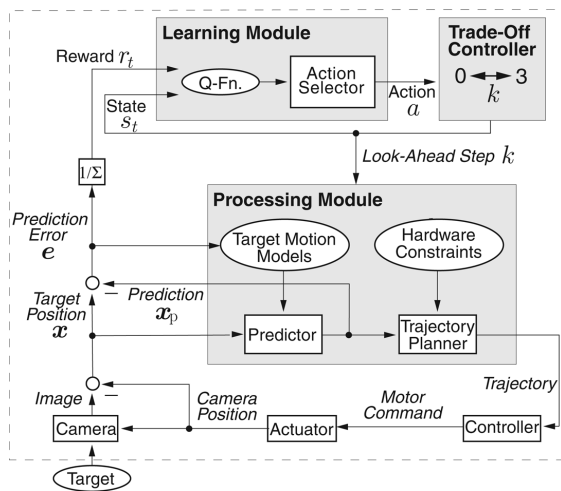 Learning Module
Trade-Off
Controller
Reward r_t
Q-Fn.
Action
Selector
0 3
k
State
s_t
Action
a
Look-Ahead Step k
1/Σ
Processing Module
Prediction
Error
e
Target Motion
Models
Hardware
Constraints
−
Prediction
x_p
Target
Position
x
Predictor
Trajectory
Planner
Trajectory
Image
−
Camera
Position
Motor
Command
Camera
Actuator
Controller
Target